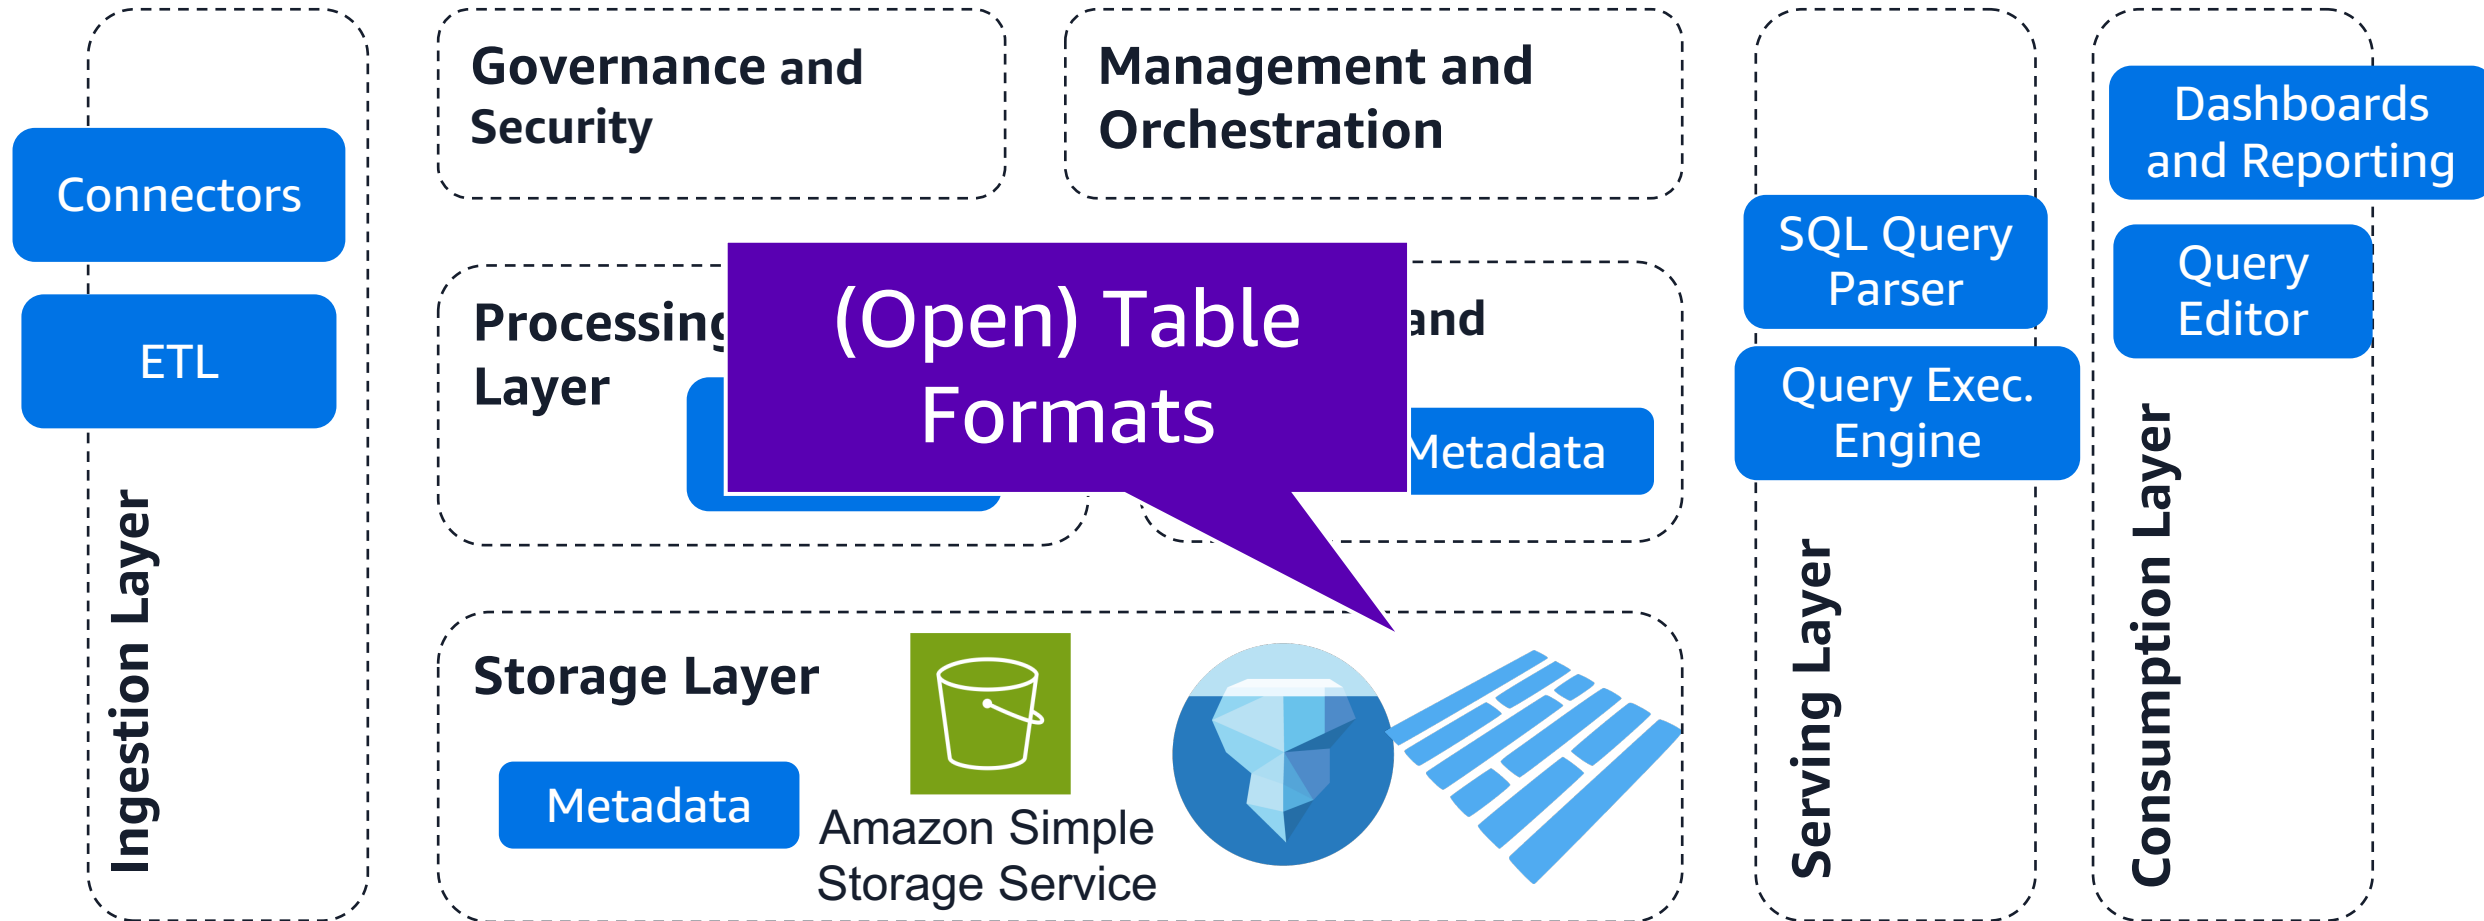 Governance and
Security
Management and
Orchestration
Connectors
ETL
Ingestion Layer
Processing
Layer
(Open) Table
Formats
and
Metadata
Storage Layer
Metadata
Amazon Simple
Storage Service
SQL Query
Parser
Query Exec.
Engine
Serving Layer
Dashboards
and Reporting
Query
Editor
Consumption Layer